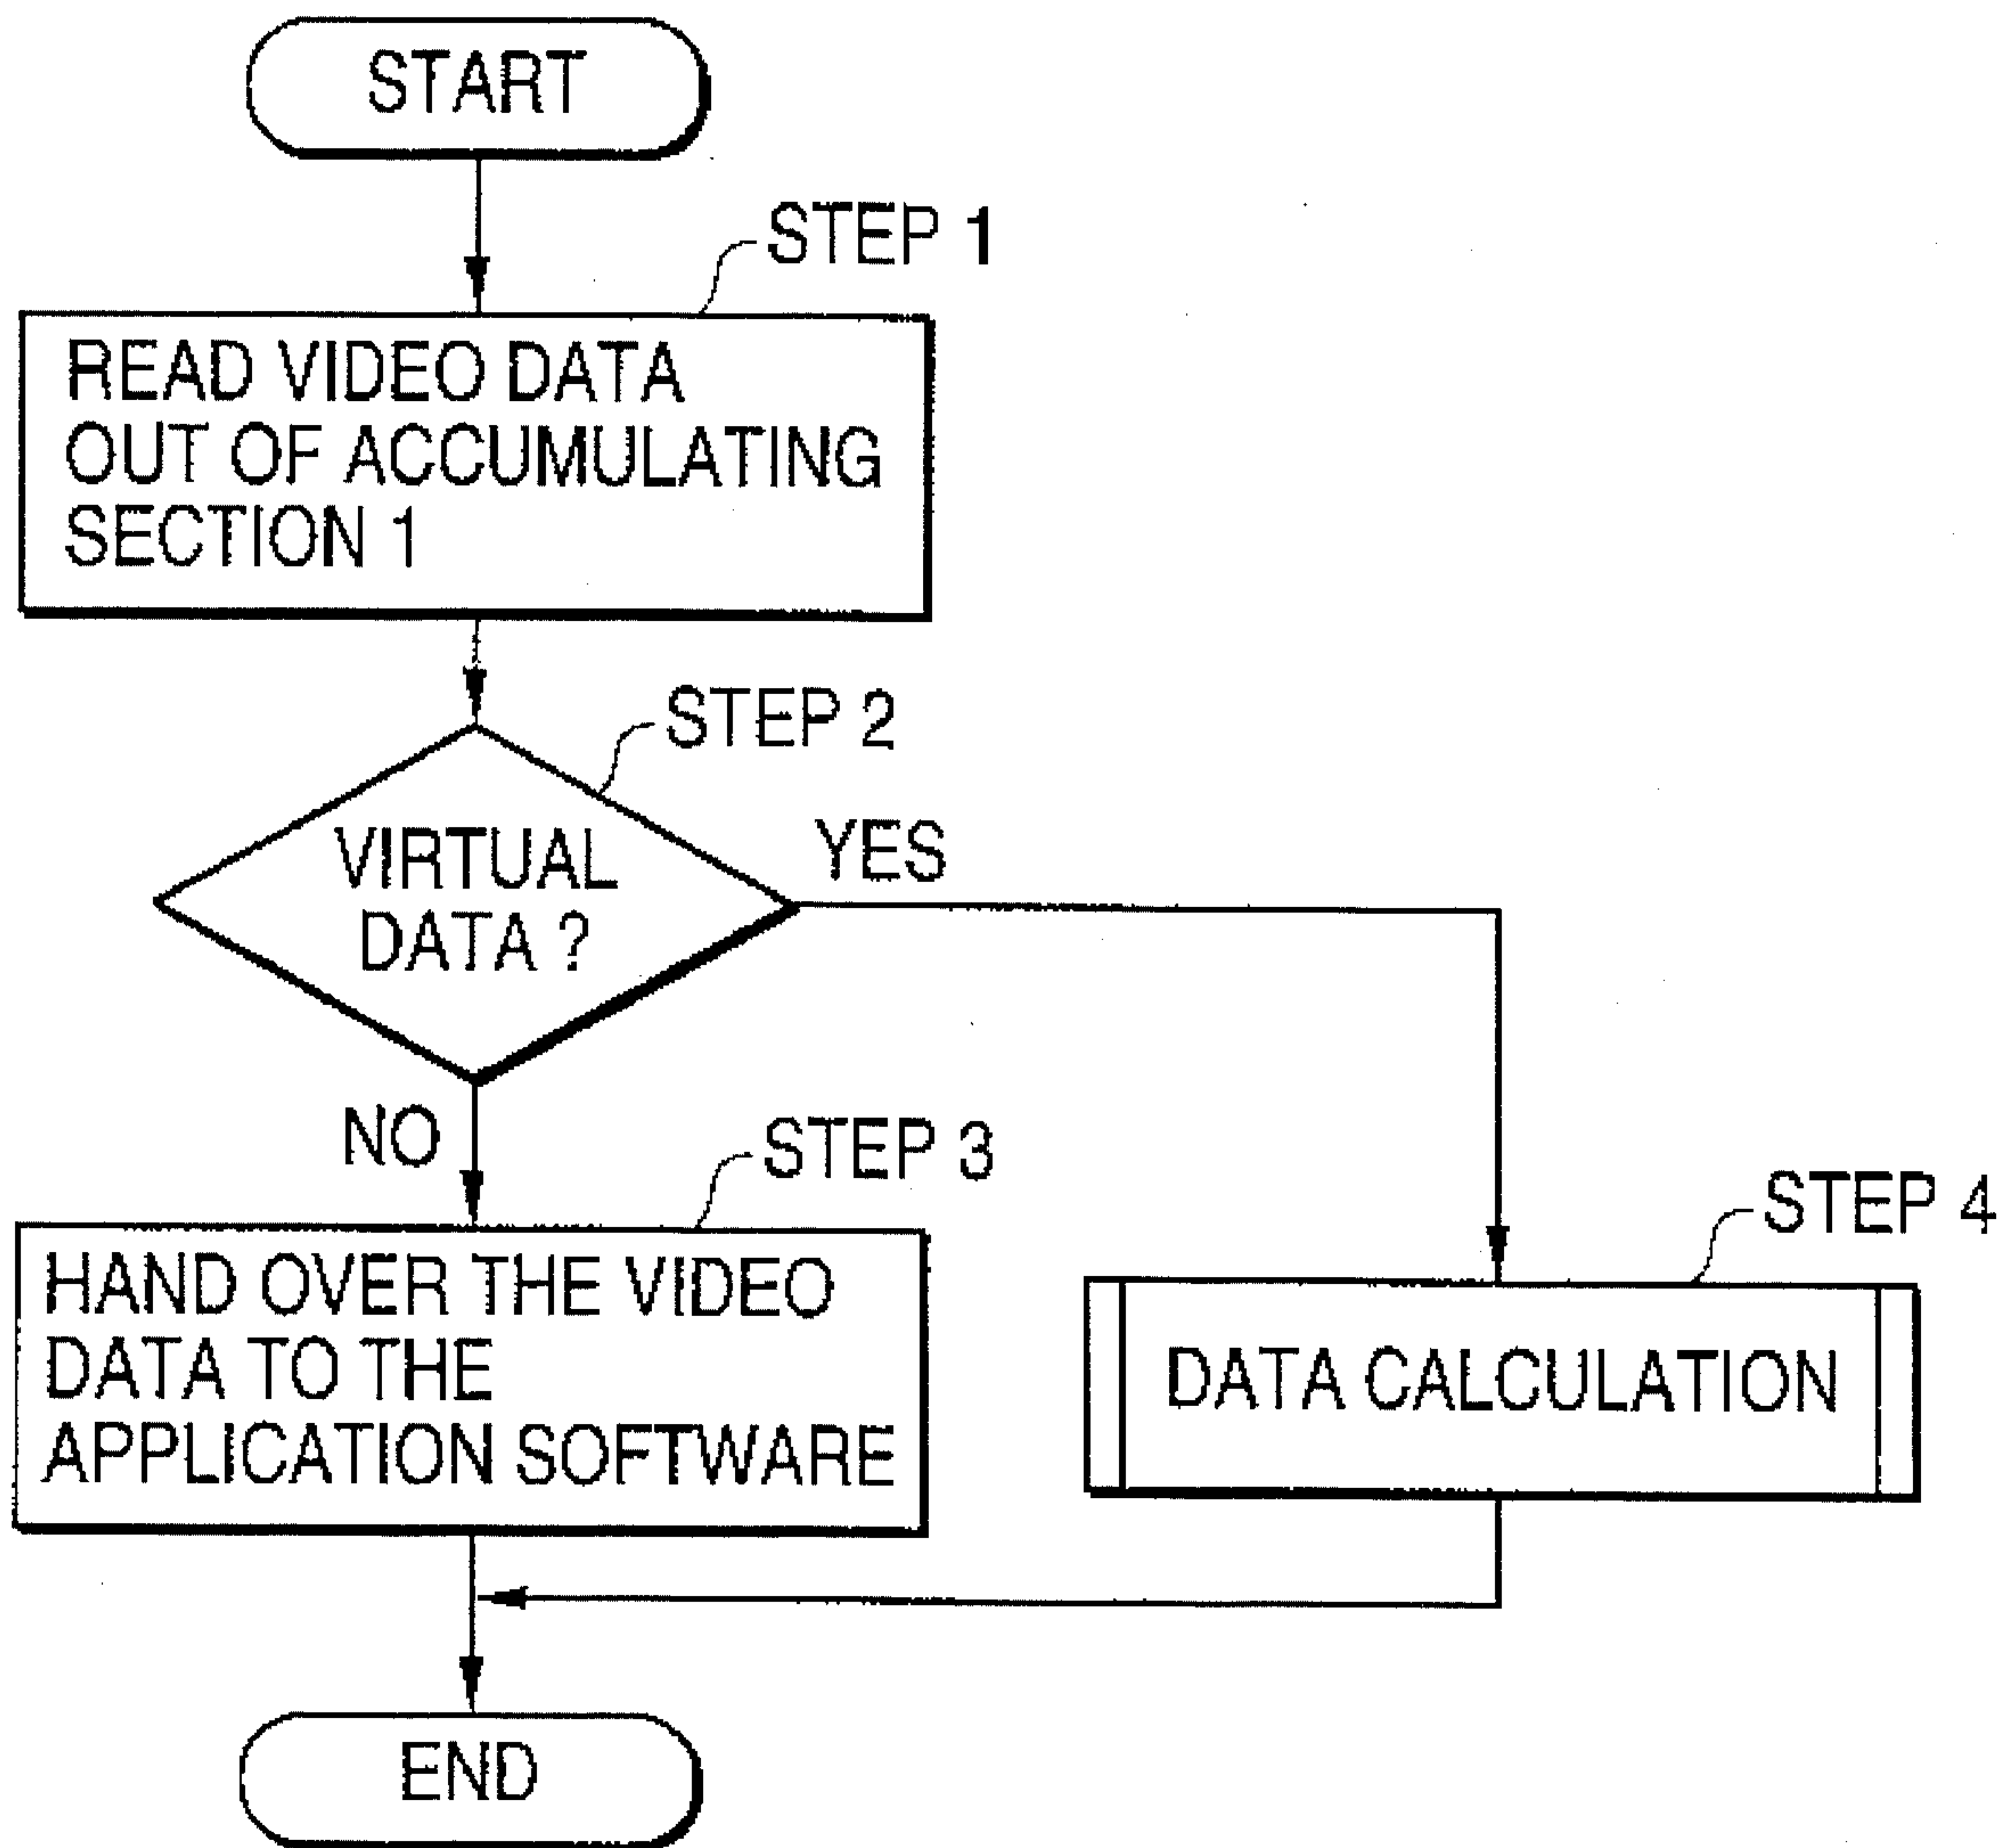 START
STEP 1
READ VIDEO DATA
OUT OF ACCUMULATING
SECTION 1
STEP 2
VIRTUAL
DATA ?
YES
NO
STEP 3
HAND OVER THE VIDEO
DATA TO THE
APPLICATION SOFTWARE
STEP 4
DATA CALCULATION
END